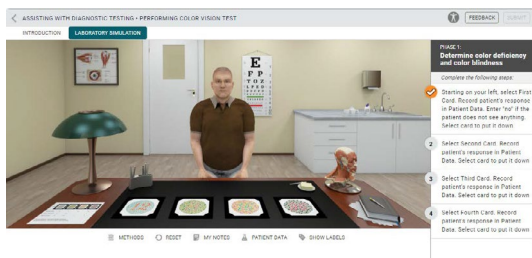 ASSISTING WITH DIAGNOSTIC TESTING • PERFORMING COLOR VISION TEST
FEEDBACK
SUBMIT
INTRODUCTION
LABORATORY SIMULATION
PHASE 1:
Determine color deficiency
and color blindness
Complete the following steps:
Starting on your left, select First
Card. Record patient's response
in Patient Data. Enter "no" if the
patient does not see anything.
Select card to put it down
2 Select Second Card. Record
patient's response in Patient
Data. Select card to put it down
3 Select Third Card. Record
patient's response in Patient
Data. Select card to put it down
4 Select Fourth Card. Record
patient's response in Patient
Data. Select card to put it down
E
F P
T O Z
METHODS
RESET
MY NOTES
PATIENT DATA
SHOW LABELS